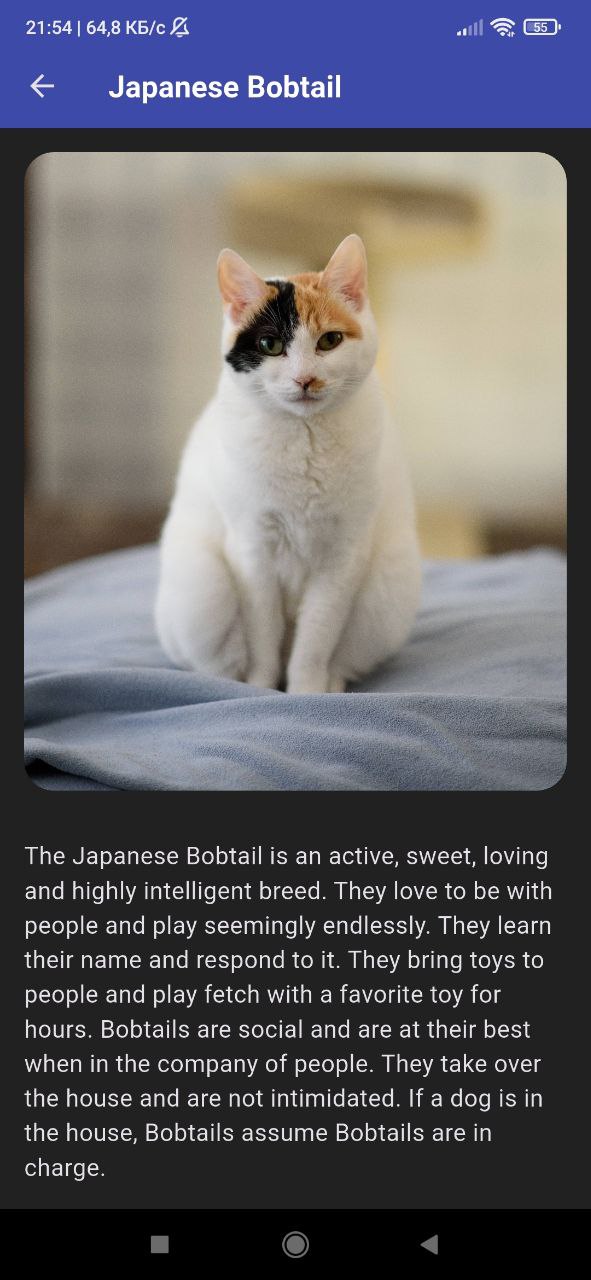 21:54 | 64,8 КБ/с
55
Japanese Bobtail
The Japanese Bobtail is an active, sweet, loving
and highly intelligent breed. They love to be with
people and play seemingly endlessly. They learn
their name and respond to it. They bring toys to
people and play fetch with a favorite toy for
hours. Bobtails are social and are at their best
when in the company of people. They take over
the house and are not intimidated. If a dog is in
the house, Bobtails assume Bobtails are in
charge.